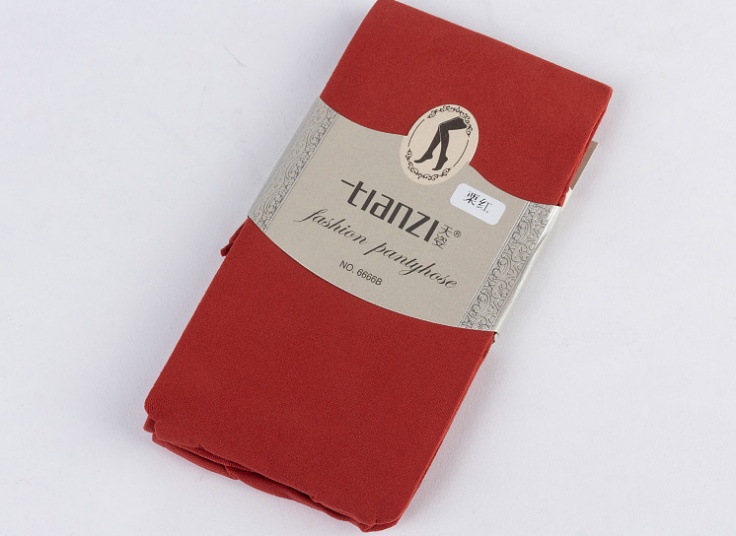 栗红
tianzi天姿®
fashion pantyhose
NO. 6666B